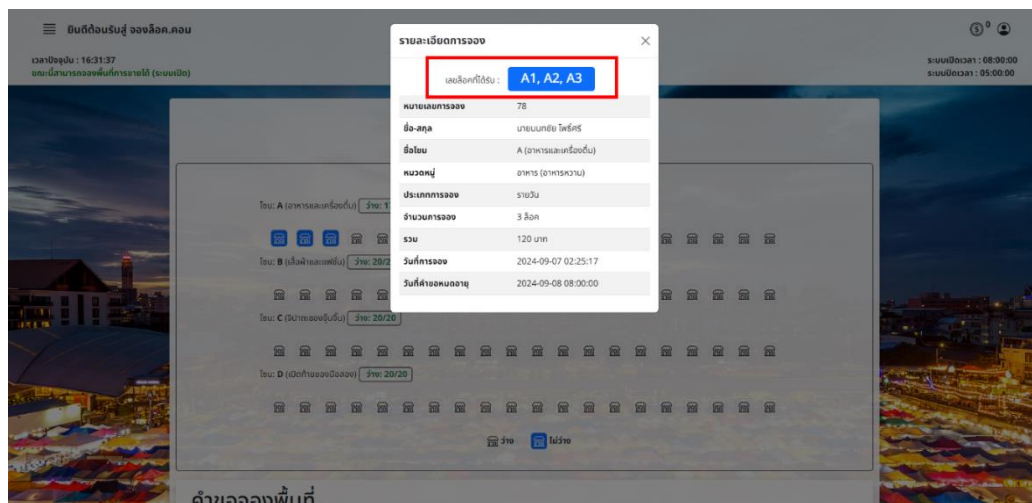 ยินดีต้อนรับสู่ จองล็อค.คอม
0
เวลาปัจจุบัน : 16:31:37
ขณะนี้สามารถจองพื้นที่การขายได้ (ระบบเปิด)
ระบบเปิดเวลา : 08:00:00
ระบบปิดเวลา : 05:00:00
รายละเอียดการจอง
เลขล็อคที่ได้รับ : A1, A2, A3
หมายเลขการจอง 78
ชื่อ-สกุล
ชื่อโซน A (อาหารและเครื่องดื่ม)
หมวดหมู่ อาหาร (อาหารหวาน)
ประเภทการจอง รายวัน
จำนวนการจอง 3 ล็อค
รวม 120 บาท
วันที่การจอง 2024-09-07 02:25:17
วันที่คำขอหมดอายุ 2024-09-08 08:00:00
โซน: A (อาหารและเครื่องดื่ม)
โซน: B (เสื้อผ้าและแฟชั่น)
โซน: C (จิปาถะของจุ๊บจิ๊บ) ว่าง: 20/20
โซน: D (เปิดท้ายของมือสอง) ว่าง: 20/20
ว่าง ไม่ว่าง
คำขอจองพื้นที่